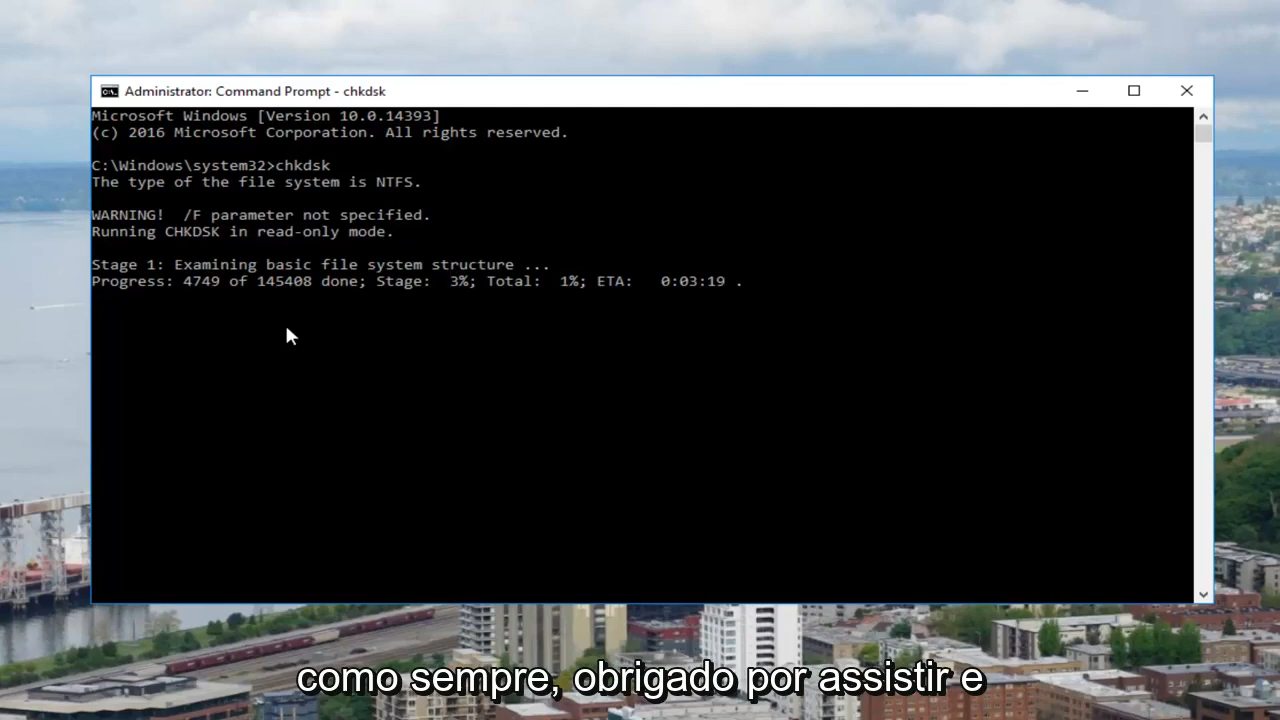 Administrator: Command Prompt - chkdsk
Microsoft Windows [Version 10.0.14393]
(c) 2016 Microsoft Corporation. All rights reserved.
C:\Windows\system32>chkdsk
The type of the file system is NTFS.
WARNING!  /F parameter not specified.
Running CHKDSK in read-only mode.
Stage 1: Examining basic file system structure ...
Progress: 4749 of 145408 done; Stage:  3%; Total:  1%; ETA:   0:03:19 .
como sempre, obrigado por assistir e